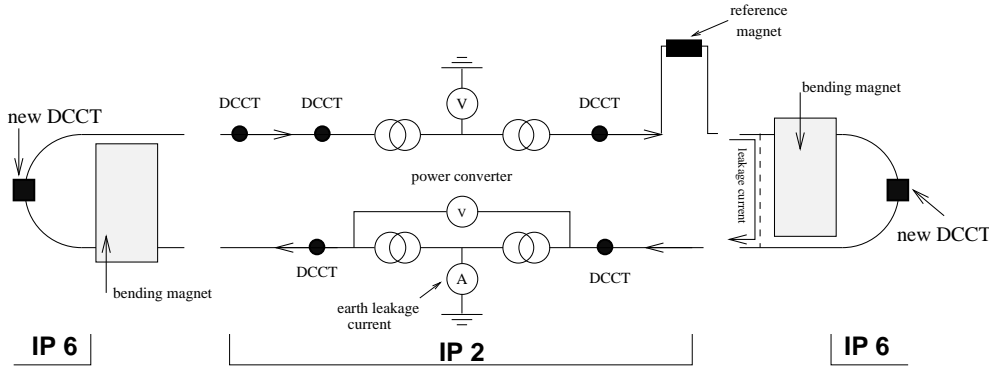 reference
magnet
DCCT
DCCT
DCCT
bending magnet
new DCCT
V
leakage current
power converter
V
new DCCT
DCCT
DCCT
A
bending magnet
earth leakage
current
IP 6
IP 2
IP 6